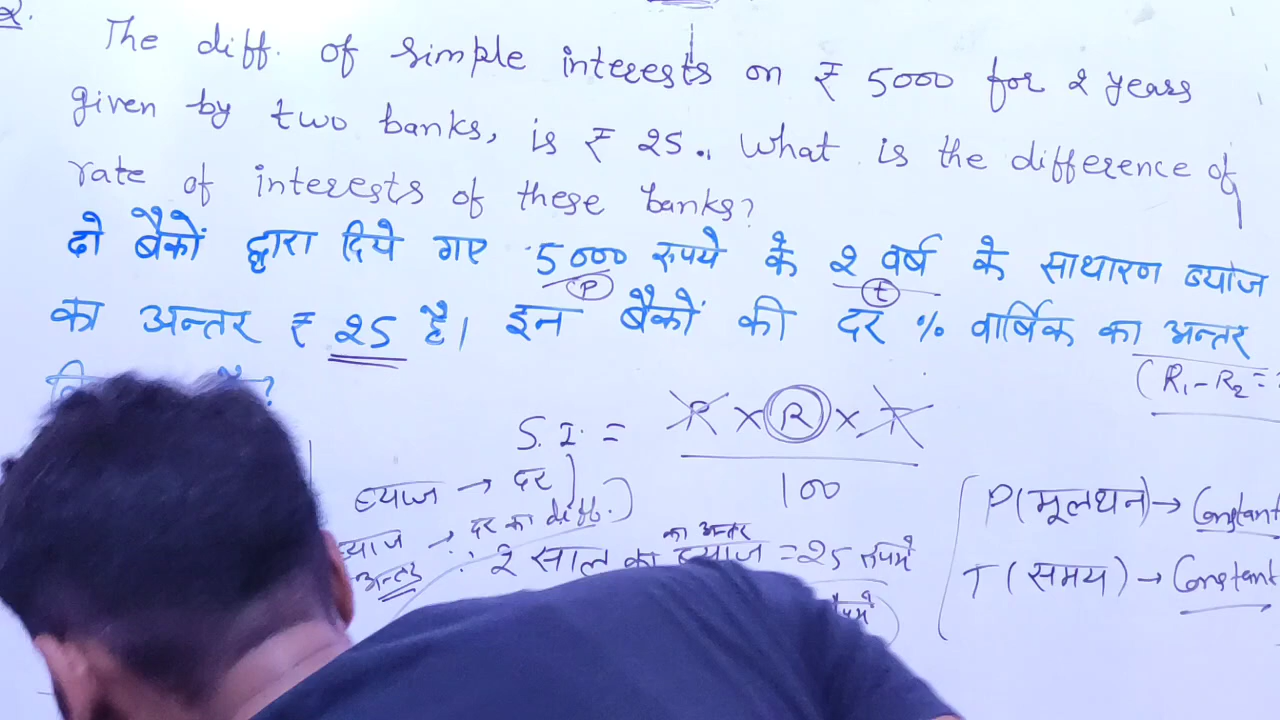 2.
The diff. of simple interests on ₹ 5000 for 2 years
given by two banks, is ₹ 25. What is the difference of
rate of interests of these banks?
दो बैंकों द्वारा दिये गए 5000 रुपये के 2 वर्ष के साधारण ब्याज
P t
का अन्तर ₹ 25 है। इन बैंकों की दर % वार्षिक का अन्तर
?
(R₁-R₂=?
S.I. = P × R × T
100
ब्याज → दर
ब्याज → दर का diff.)
अन्तर
का अन्तर
∴ 2 साल का ब्याज = 25 रुपये
P(मूलधन) → Constant
T (समय) → Constant